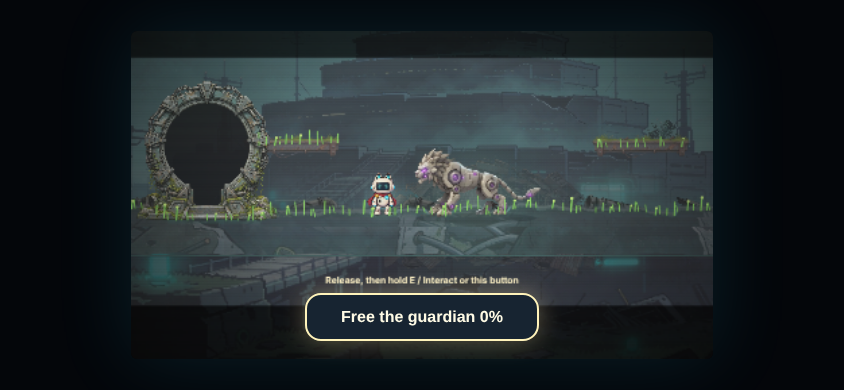 Release, then hold E / Interact or this button
Free the guardian 0%